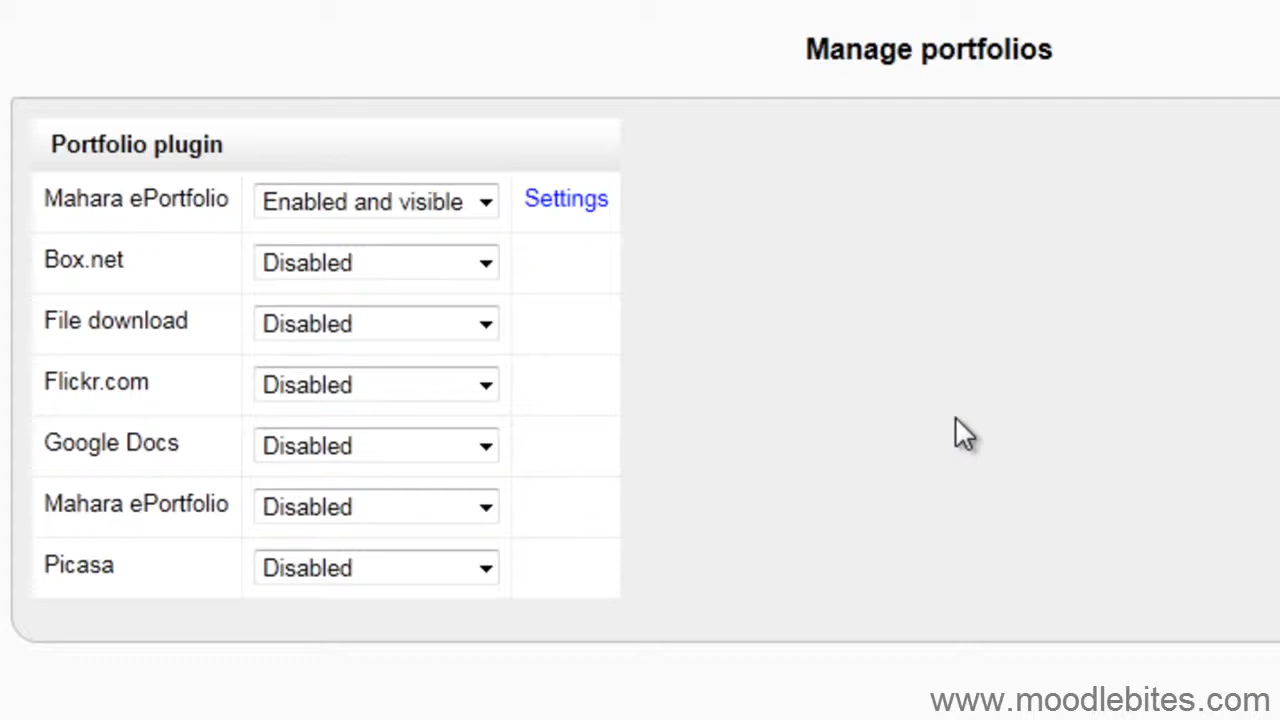 Manage portfolios
Portfolio plugin
Mahara ePortfolio Enabled and visible Settings
Box.net Disabled
File download Disabled
Flickr.com Disabled
Google Docs Disabled
Mahara ePortfolio Disabled
Picasa Disabled
www.moodlebites.com